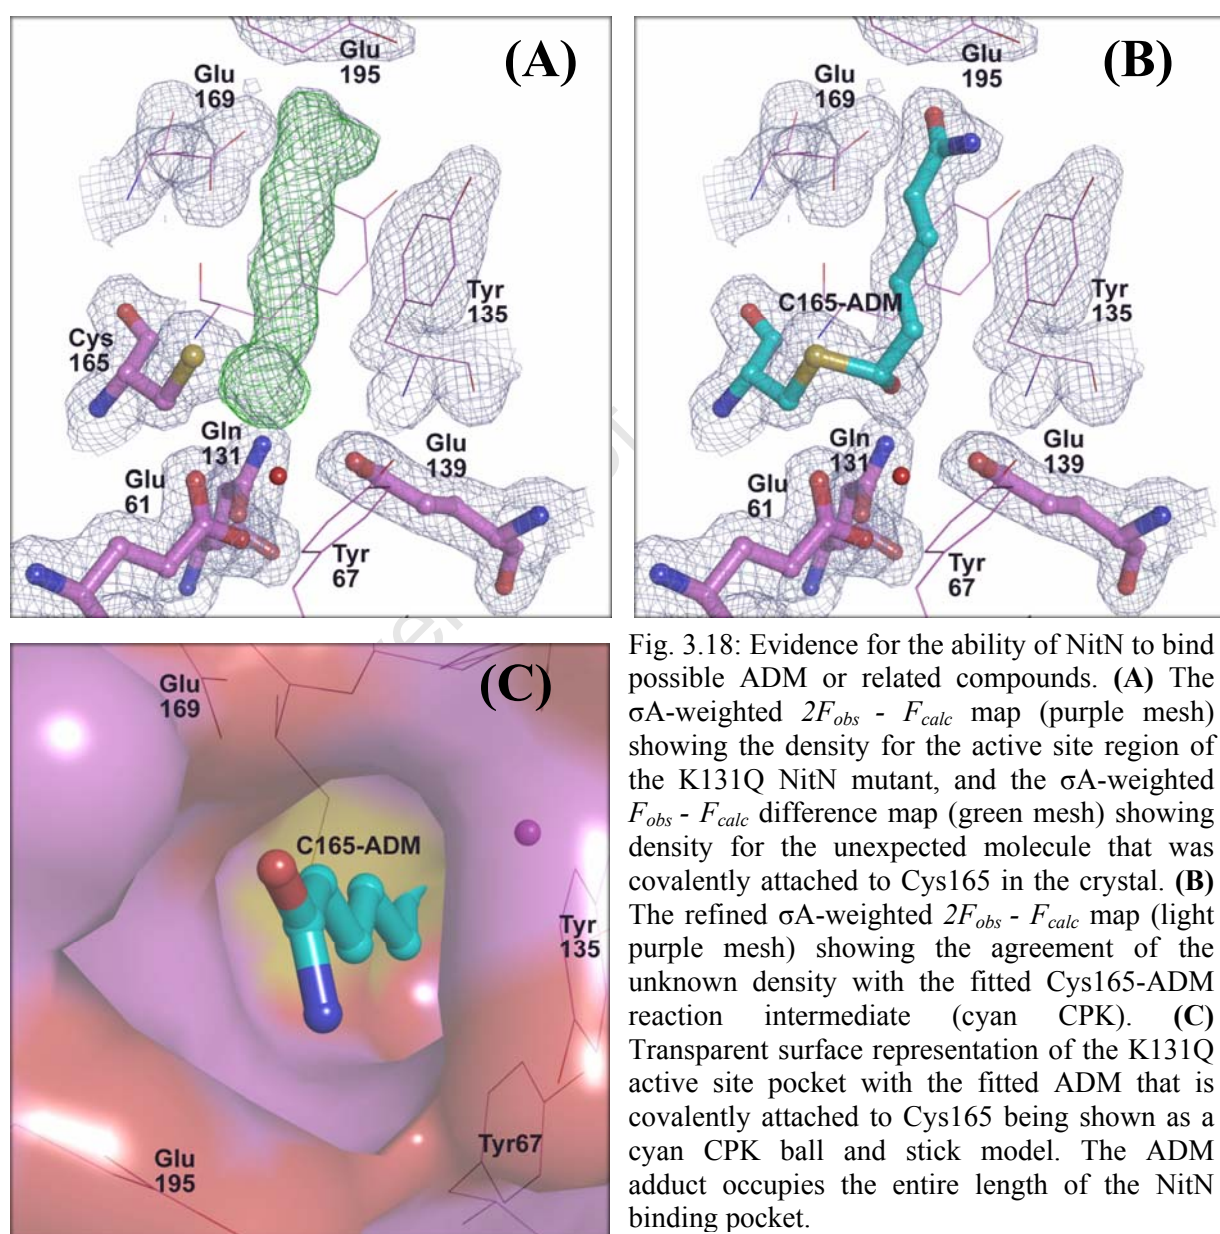 (A)
Glu
195
Glu
169
Tyr
135
Cys
165
Gln
131
Glu
139
Glu
61
Tyr
67
(B)
Glu
195
Glu
169
C165-ADM
Tyr
135
Gln
131
Glu
139
Glu
61
Tyr
67
(C)
Glu
169
C165-ADM
Tyr
135
Tyr67
Glu
195
Fig. 3.18: Evidence for the ability of NitN to bind
possible ADM or related compounds. (A) The
σA-weighted 2Fobs - Fcalc map (purple mesh)
showing the density for the active site region of
the K131Q NitN mutant, and the σA-weighted
Fobs - Fcalc difference map (green mesh) showing
density for the unexpected molecule that was
covalently attached to Cys165 in the crystal. (B)
The refined σA-weighted 2Fobs - Fcalc map (light
purple mesh) showing the agreement of the
unknown density with the fitted Cys165-ADM
reaction intermediate (cyan CPK). (C)
Transparent surface representation of the K131Q
active site pocket with the fitted ADM that is
covalently attached to Cys165 being shown as a
cyan CPK ball and stick model. The ADM
adduct occupies the entire length of the NitN
binding pocket.